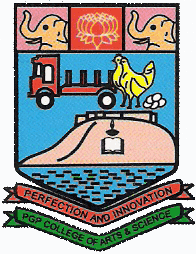 PERFECTION AND INNOVATION
PGP COLLEGE OF ARTS & SCIENCE